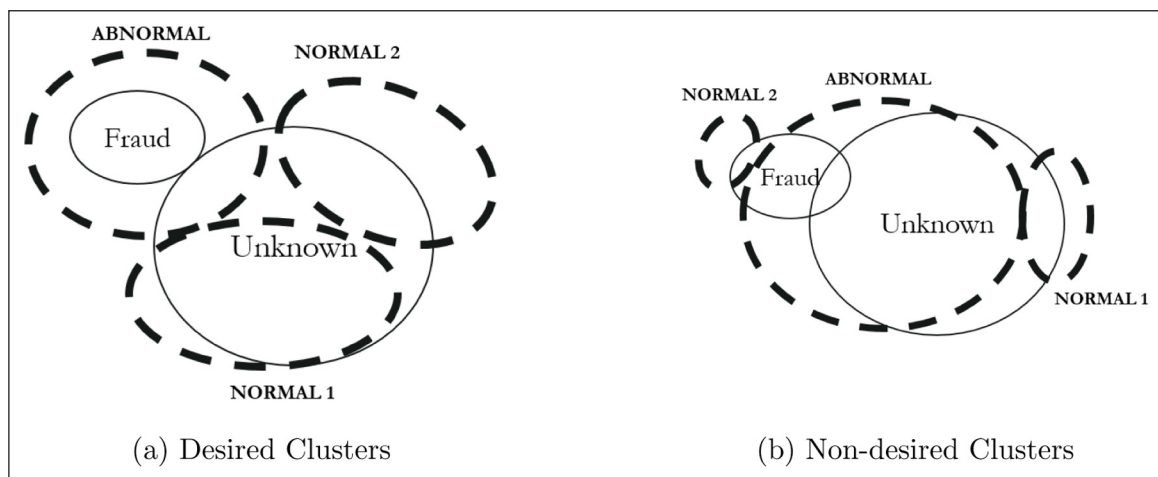 ABNORMAL
NORMAL 2
Fraud
Unknown
NORMAL 1
(a) Desired Clusters
ABNORMAL
NORMAL 2
Fraud
Unknown
NORMAL 1
(b) Non-desired Clusters